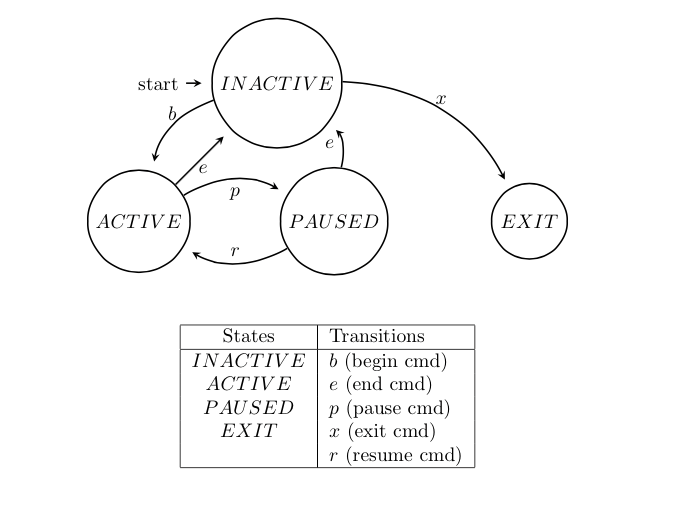 start
INACTIVE
x
b
e
e
p
ACTIVE
PAUSED
EXIT
r
States Transitions
INACTIVE b (begin cmd)
ACTIVE e (end cmd)
PAUSED p (pause cmd)
EXIT x (exit cmd)
r (resume cmd)